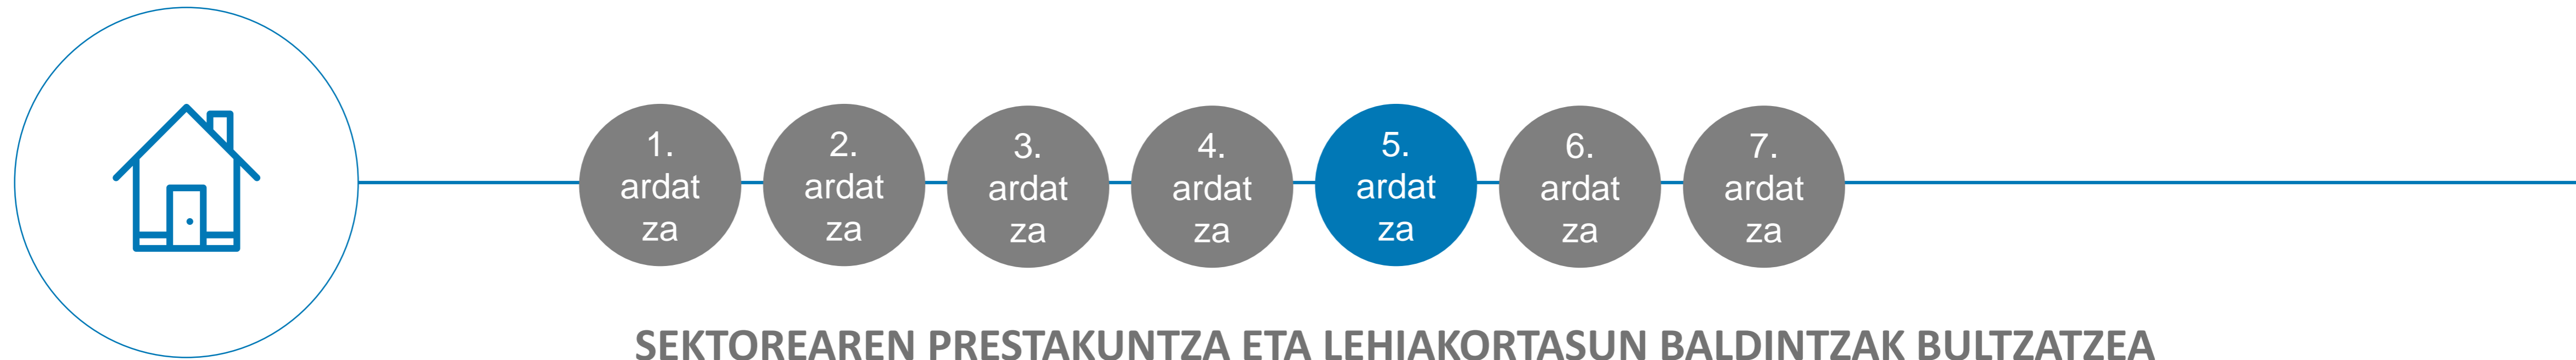 1.
ardat
za
2.
ardat
za
3.
ardat
za
4.
ardat
za
5.
ardat
za
6.
ardat
za
7.
ardat
za
SEKTOREAREN PRESTAKUNTZA ETA LEHIAKORTASUN BALDINTZAK BULTZATZEA